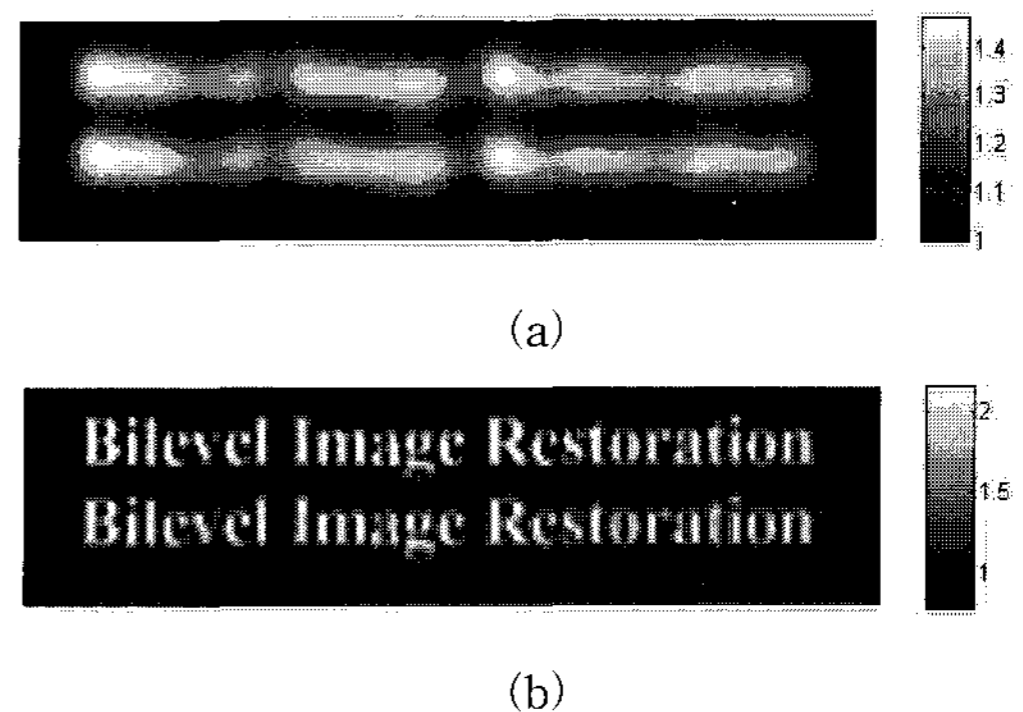 1.4
1.3
1.2
1.1
1
(a)
Bilevel Image Restoration
Bilevel Image Restoration
2
1.5
1
(b)